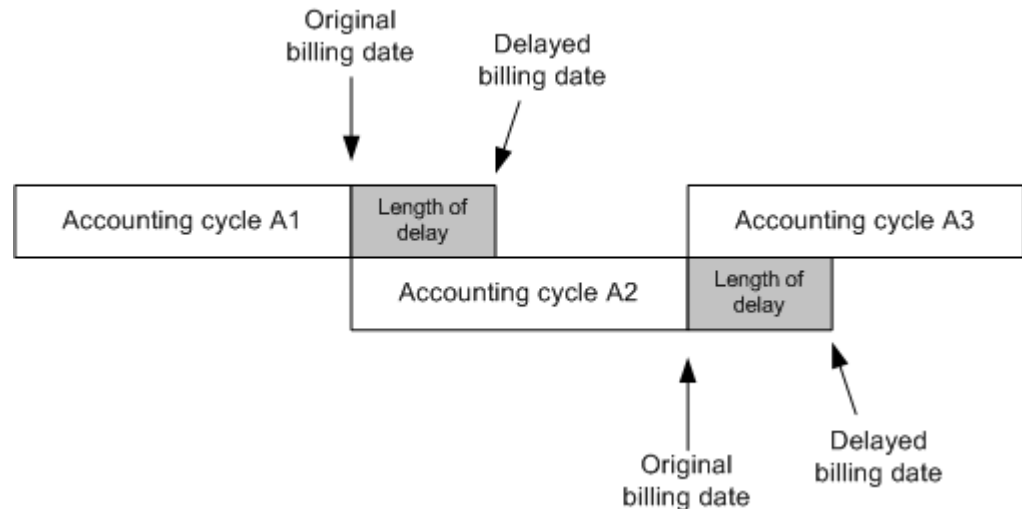 Original
billing date
Delayed
billing date
Accounting cycle A1
Length of
delay
Accounting cycle A3
Accounting cycle A2
Length of
delay
Original
billing date
Delayed
billing date